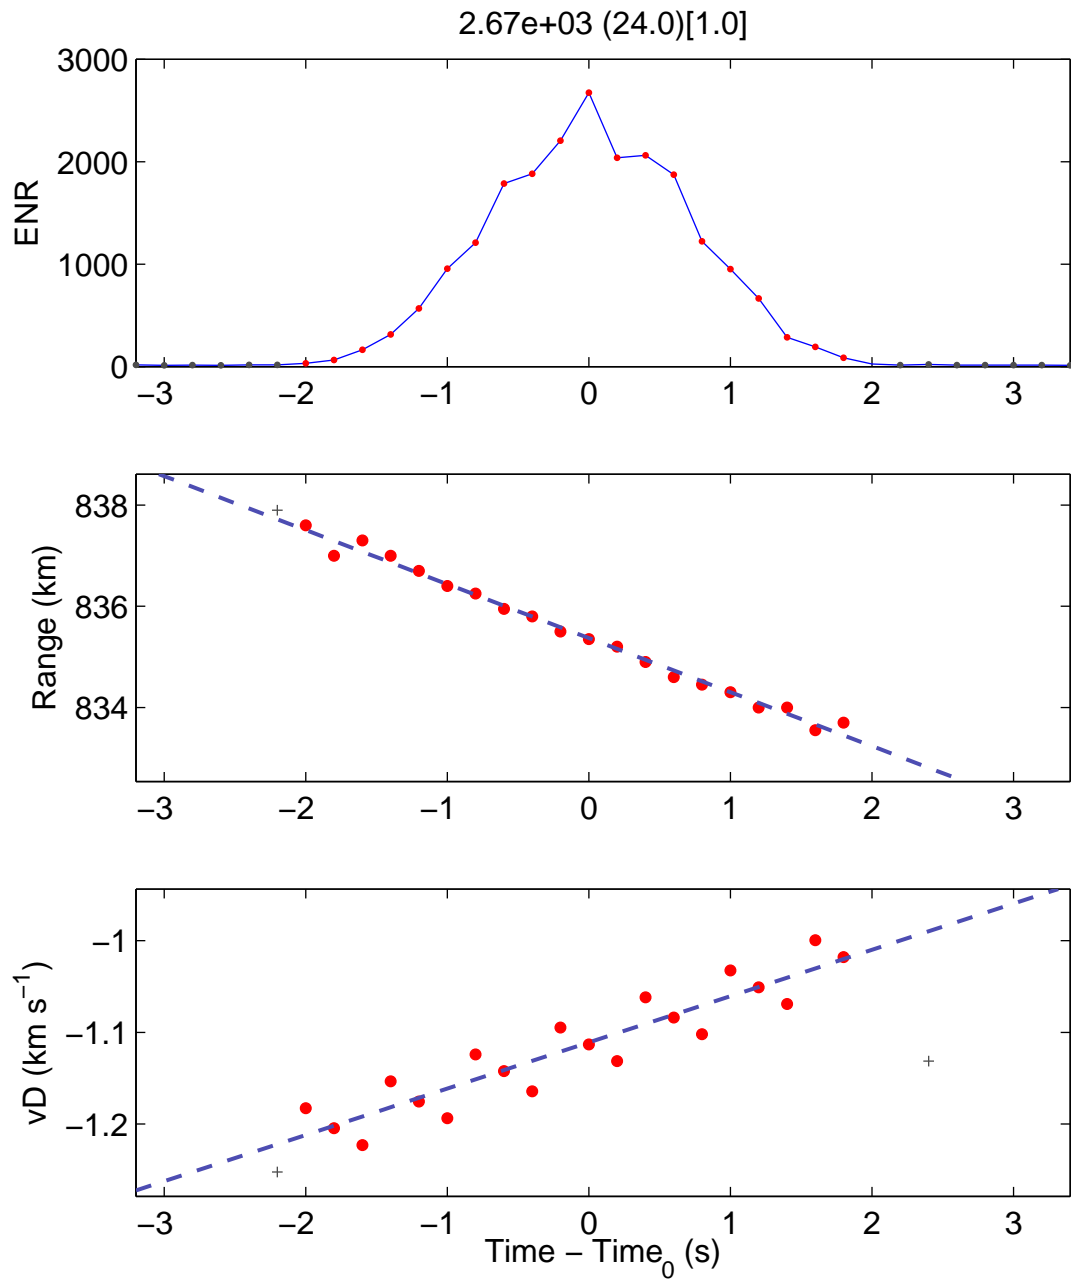 2.67e+03 (24.0)[1.0]
3000
2000
1000
0
ENR
−3 −2 −1 0 1 2 3
838
836
834
Range (km)
−3 −2 −1 0 1 2 3
−1
−1.1
−1.2
vD (km s⁻¹)
−3 −2 −1 0 1 2 3
Time − Time₀ (s)